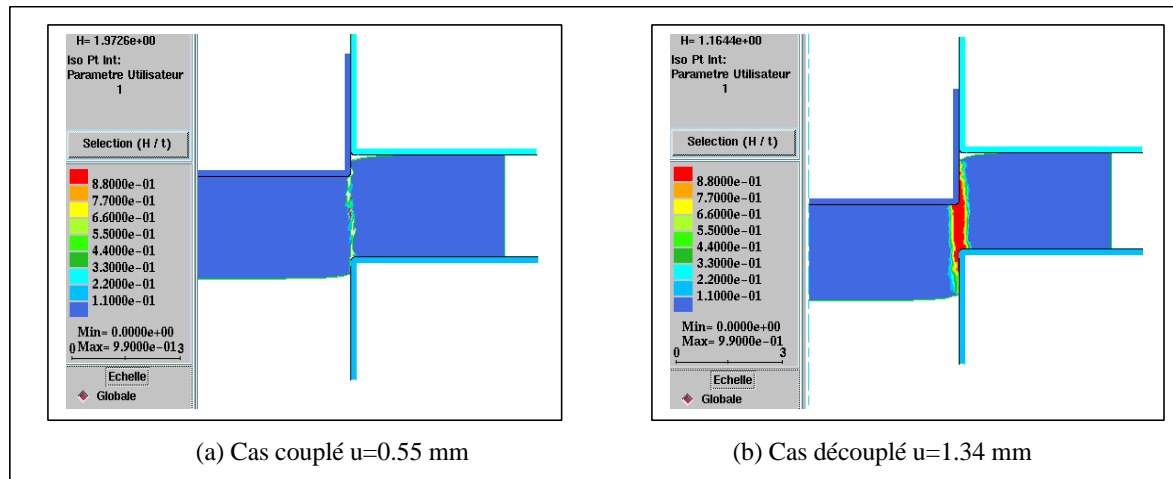 H= 1.9726e+00
Iso Pt Int:
Parametre Utilisateur
1
Selection (H / t)
8.8000e-01
7.7000e-01
6.6000e-01
5.5000e-01
4.4000e-01
3.3000e-01
2.2000e-01
1.1000e-01
Min= 0.0000e+00
Max= 9.9000e-01
0 3
Echelle
Globale
(a) Cas couplé u=0.55 mm
H= 1.1644e+00
Iso Pt Int:
Parametre Utilisateur
1
Selection (H / t)
8.8000e-01
7.7000e-01
6.6000e-01
5.5000e-01
4.4000e-01
3.3000e-01
2.2000e-01
1.1000e-01
Min= 0.0000e+00
Max= 9.9000e-01
0 3
Echelle
Globale
(b) Cas découplé u=1.34 mm